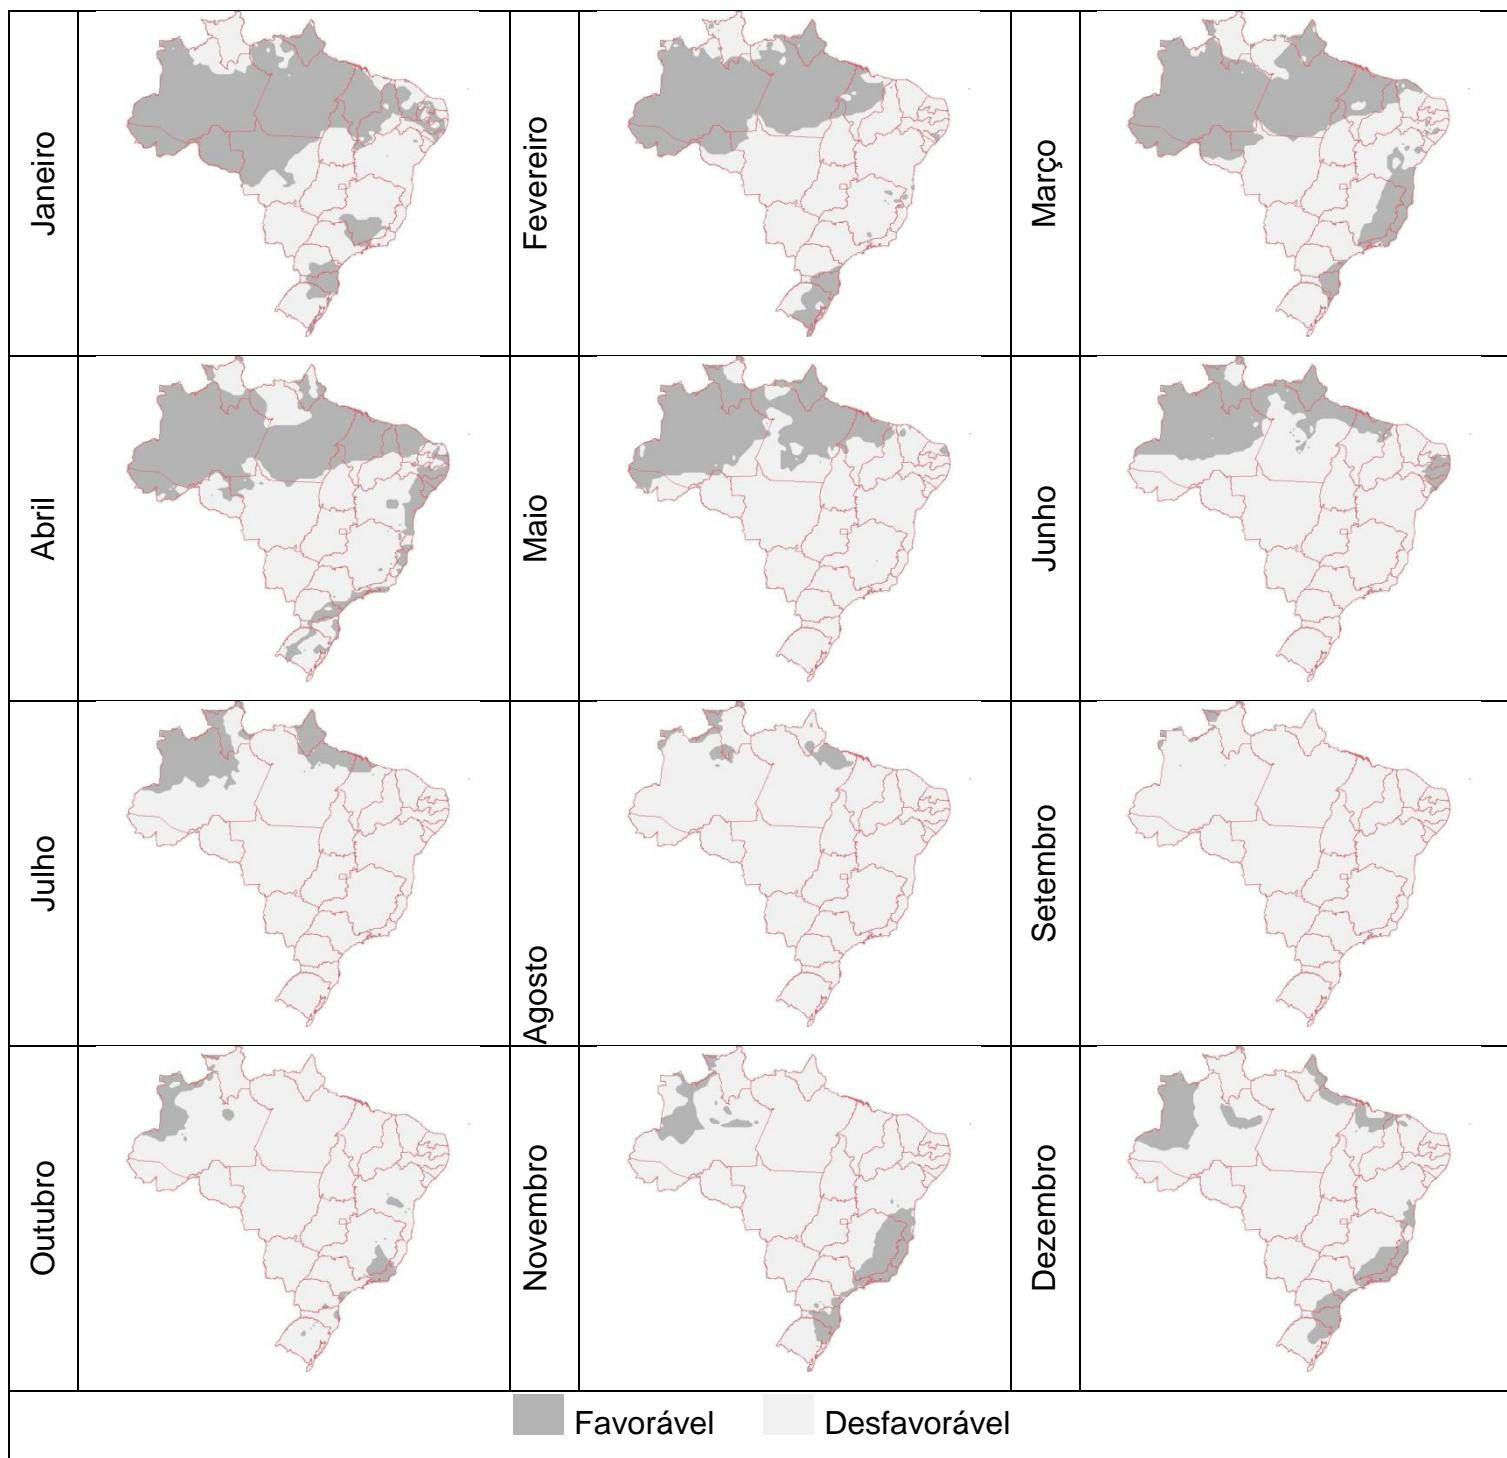 Janeiro
Fevereiro
Março
Abril
Maio
Junho
Julho
Agosto
Setembro
Outubro
Novembro
Dezembro
Favorável
Desfavorável